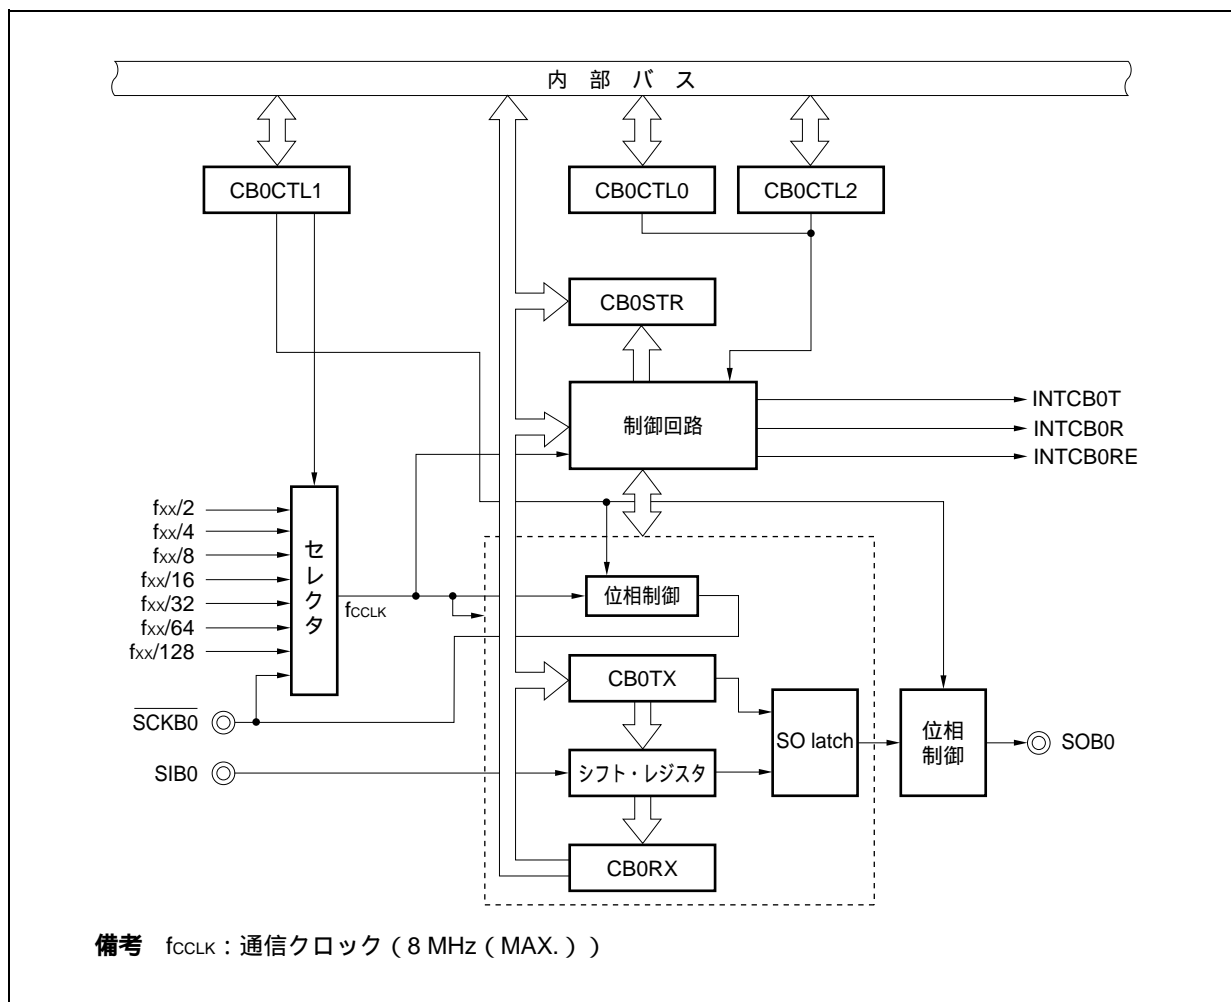 内 部 バ ス
CB0CTL1
CB0CTL0
CB0CTL2
CB0STR
制御回路
INTCB0T
INTCB0R
INTCB0RE
fxx/2
fxx/4
fxx/8
fxx/16
fxx/32
fxx/64
fxx/128
セレクタ
fCCLK
位相制御
CB0TX
SCKB0
SO latch
位相
制御
SOB0
SIB0
シフト・レジスタ
CB0RX
備考 fCCLK：通信クロック（8 MHz（MAX.））